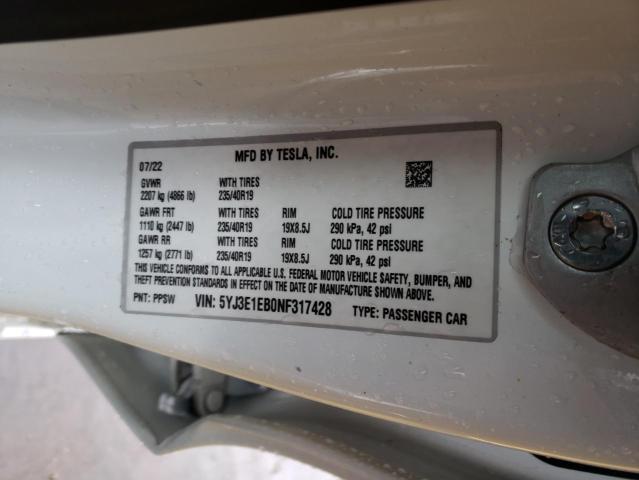 07/22 MFD BY TESLA, INC.
GVWR WITH TIRES
2207 kg (4866 lb) 235/40R19
GAWR FRT WITH TIRES RIM COLD TIRE PRESSURE
1110 kg (2447 lb) 235/40R19 19X8.5J 290 kPa, 42 psi
GAWR RR WITH TIRES RIM COLD TIRE PRESSURE
1257 kg (2771 lb) 235/40R19 19X8.5J 290 kPa, 42 psi
THIS VEHICLE CONFORMS TO ALL APPLICABLE U.S. FEDERAL MOTOR VEHICLE SAFETY, BUMPER, AND
THEFT PREVENTION STANDARDS IN EFFECT ON THE DATE OF MANUFACTURE SHOWN ABOVE.
PNT: PPSW VIN: 5YJ3E1EB0NF317428 TYPE: PASSENGER CAR